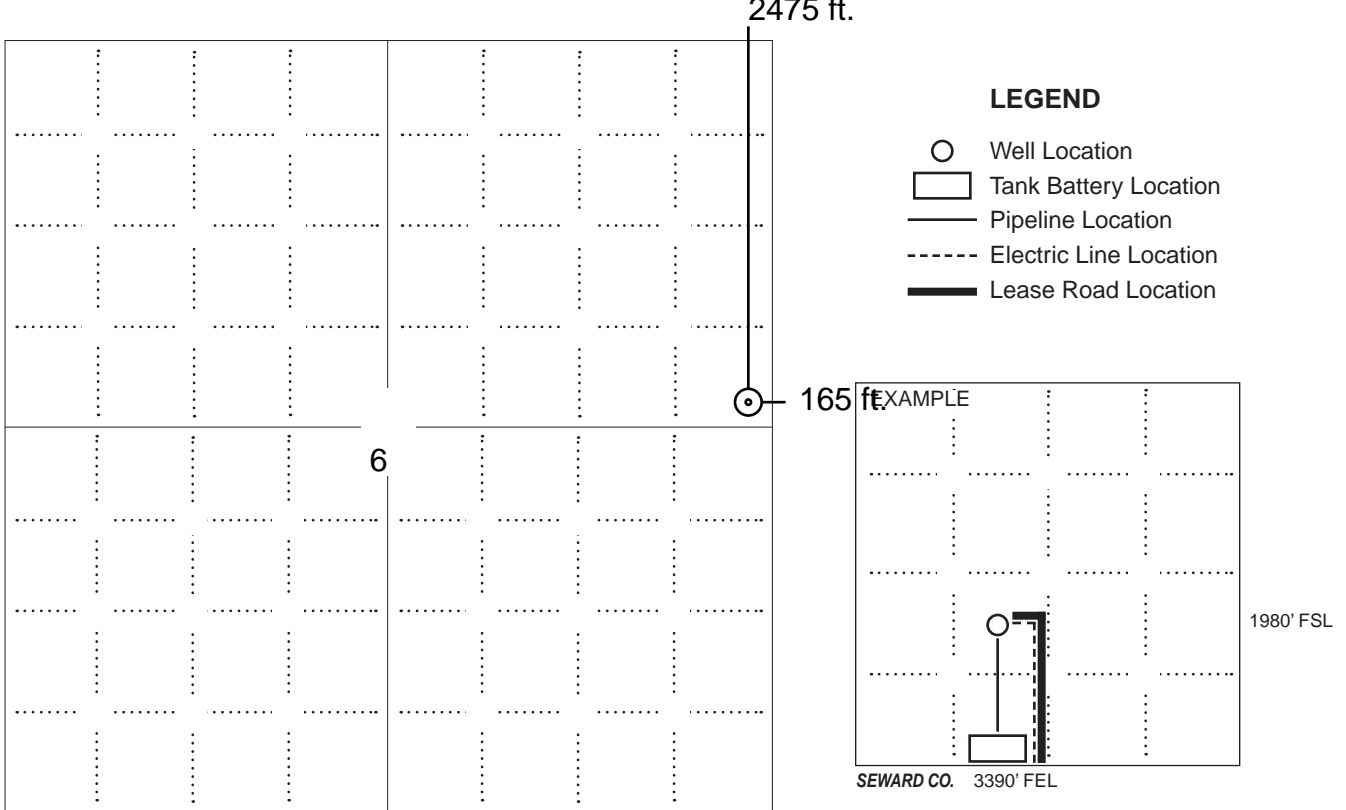 2475 ft.
LEGEND
Well Location
Tank Battery Location
Pipeline Location
Electric Line Location
Lease Road Location
165 ft.
EXAMPLE
6
1980' FSL
SEWARD CO. 3390' FEL